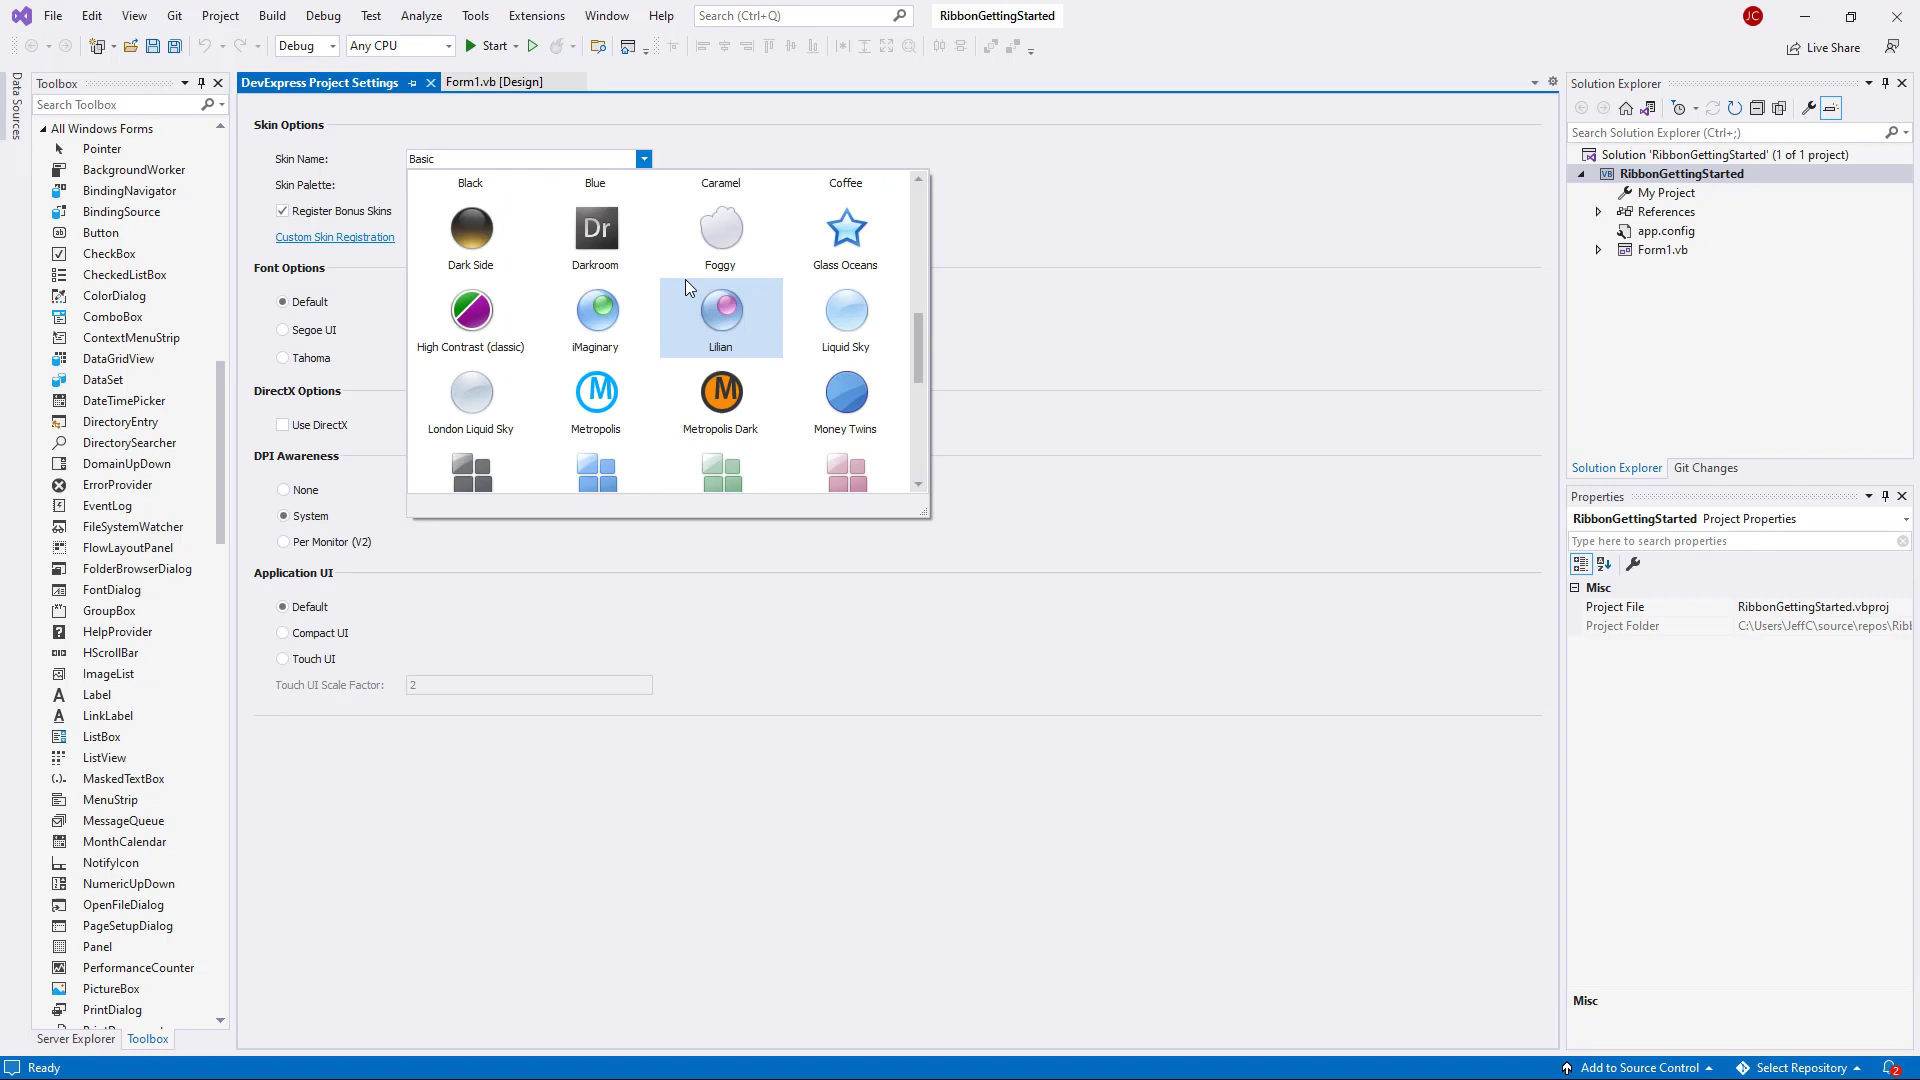 File Edit View Git Project Build Debug Test Analyze Tools Extensions Window Help Search (Ctrl+Q) RibbonGettingStarted JC
Debug Any CPU Start Live Share
Data Sources
Toolbox
Search Toolbox
All Windows Forms
Pointer
BackgroundWorker
BindingNavigator
BindingSource
Button
CheckBox
CheckedListBox
ColorDialog
ComboBox
ContextMenuStrip
DataGridView
DataSet
DateTimePicker
DirectoryEntry
DirectorySearcher
DomainUpDown
ErrorProvider
EventLog
FileSystemWatcher
FlowLayoutPanel
FolderBrowserDialog
FontDialog
GroupBox
HelpProvider
HScrollBar
ImageList
Label
LinkLabel
ListBox
ListView
MaskedTextBox
MenuStrip
MessageQueue
MonthCalendar
NotifyIcon
NumericUpDown
OpenFileDialog
PageSetupDialog
Panel
PerformanceCounter
PictureBox
PrintDialog
Server Explorer Toolbox
DevExpress Project Settings Form1.vb [Design]
Skin Options
Skin Name: Basic
Skin Palette:
Register Bonus Skins
Custom Skin Registration
Font Options
Default
Segoe UI
Tahoma
DirectX Options
Use DirectX
DPI Awareness
None
System
Per Monitor (V2)
Application UI
Default
Compact UI
Touch UI
Touch UI Scale Factor: 2
Black Blue Caramel Coffee
Dr
Dark Side Darkroom Foggy Glass Oceans
High Contrast (classic) iMaginary Lilian Liquid Sky
M M
London Liquid Sky Metropolis Metropolis Dark Money Twins
Solution Explorer
Search Solution Explorer (Ctrl+;)
Solution 'RibbonGettingStarted' (1 of 1 project)
VB RibbonGettingStarted
My Project
References
app.config
Form1.vb
Solution Explorer Git Changes
Properties
RibbonGettingStarted Project Properties
Type here to search properties
Misc
Project File RibbonGettingStarted.vbproj
Project Folder C:\Users\JeffC\source\repos\Ribb
Misc
Ready Add to Source Control Select Repository 2